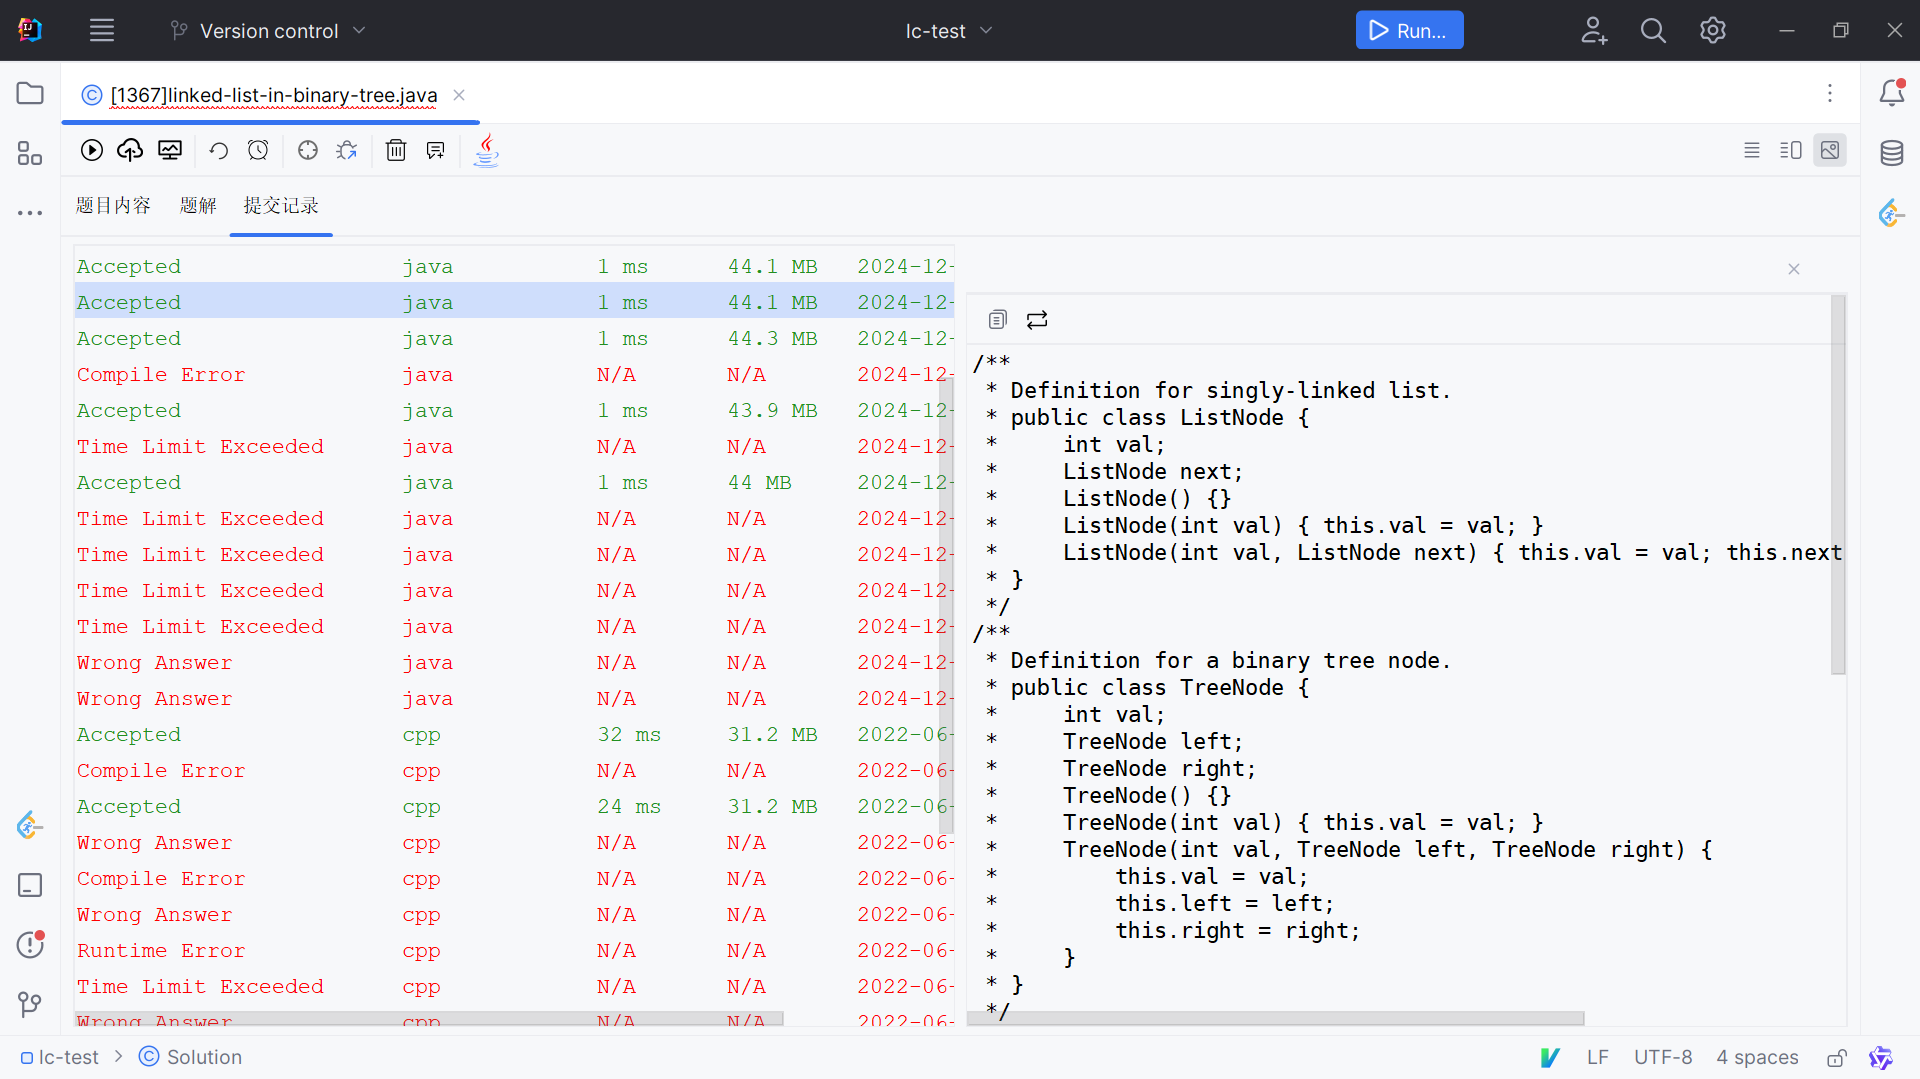 Version control
lc-test
Run...
[1367]linked-list-in-binary-tree.java
题目内容 题解 提交记录
Accepted java 1 ms 44.1 MB 2024-12-
Accepted java 1 ms 44.1 MB 2024-12-
Accepted java 1 ms 44.3 MB 2024-12-
Compile Error java N/A N/A 2024-12-
Accepted java 1 ms 43.9 MB 2024-12-
Time Limit Exceeded java N/A N/A 2024-12-
Accepted java 1 ms 44 MB 2024-12-
Time Limit Exceeded java N/A N/A 2024-12-
Time Limit Exceeded java N/A N/A 2024-12-
Time Limit Exceeded java N/A N/A 2024-12-
Time Limit Exceeded java N/A N/A 2024-12-
Wrong Answer java N/A N/A 2024-12-
Wrong Answer java N/A N/A 2024-12-
Accepted cpp 32 ms 31.2 MB 2022-06-
Compile Error cpp N/A N/A 2022-06-
Accepted cpp 24 ms 31.2 MB 2022-06-
Wrong Answer cpp N/A N/A 2022-06-
Compile Error cpp N/A N/A 2022-06-
Wrong Answer cpp N/A N/A 2022-06-
Runtime Error cpp N/A N/A 2022-06-
Time Limit Exceeded cpp N/A N/A 2022-06-
Wrong Answer cpp N/A N/A 2022-06-
/**
 * Definition for singly-linked list.
 * public class ListNode {
 *     int val;
 *     ListNode next;
 *     ListNode() {}
 *     ListNode(int val) { this.val = val; }
 *     ListNode(int val, ListNode next) { this.val = val; this.next
 * }
 */
/**
 * Definition for a binary tree node.
 * public class TreeNode {
 *     int val;
 *     TreeNode left;
 *     TreeNode right;
 *     TreeNode() {}
 *     TreeNode(int val) { this.val = val; }
 *     TreeNode(int val, TreeNode left, TreeNode right) {
 *         this.val = val;
 *         this.left = left;
 *         this.right = right;
 *     }
 * }
 */
lc-test > Solution
LF UTF-8 4 spaces